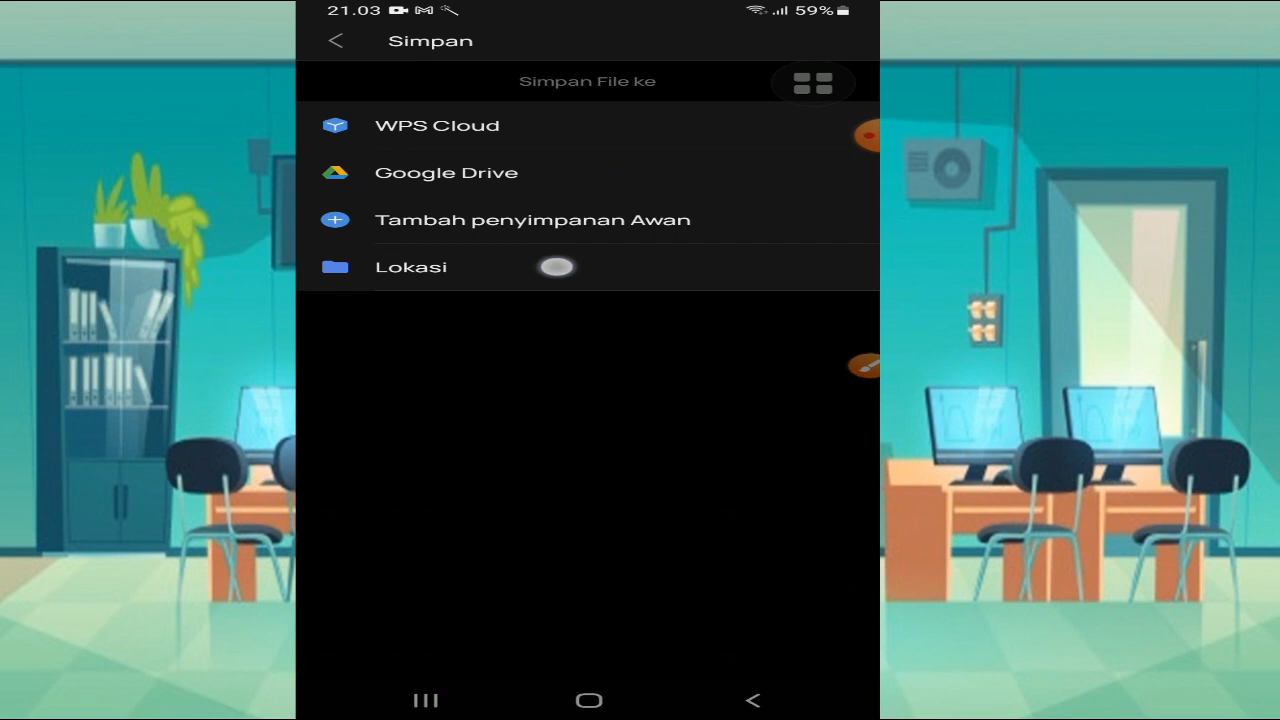 21.03
59%
Simpan
Simpan File ke
WPS Cloud
Google Drive
Tambah penyimpanan Awan
Lokasi